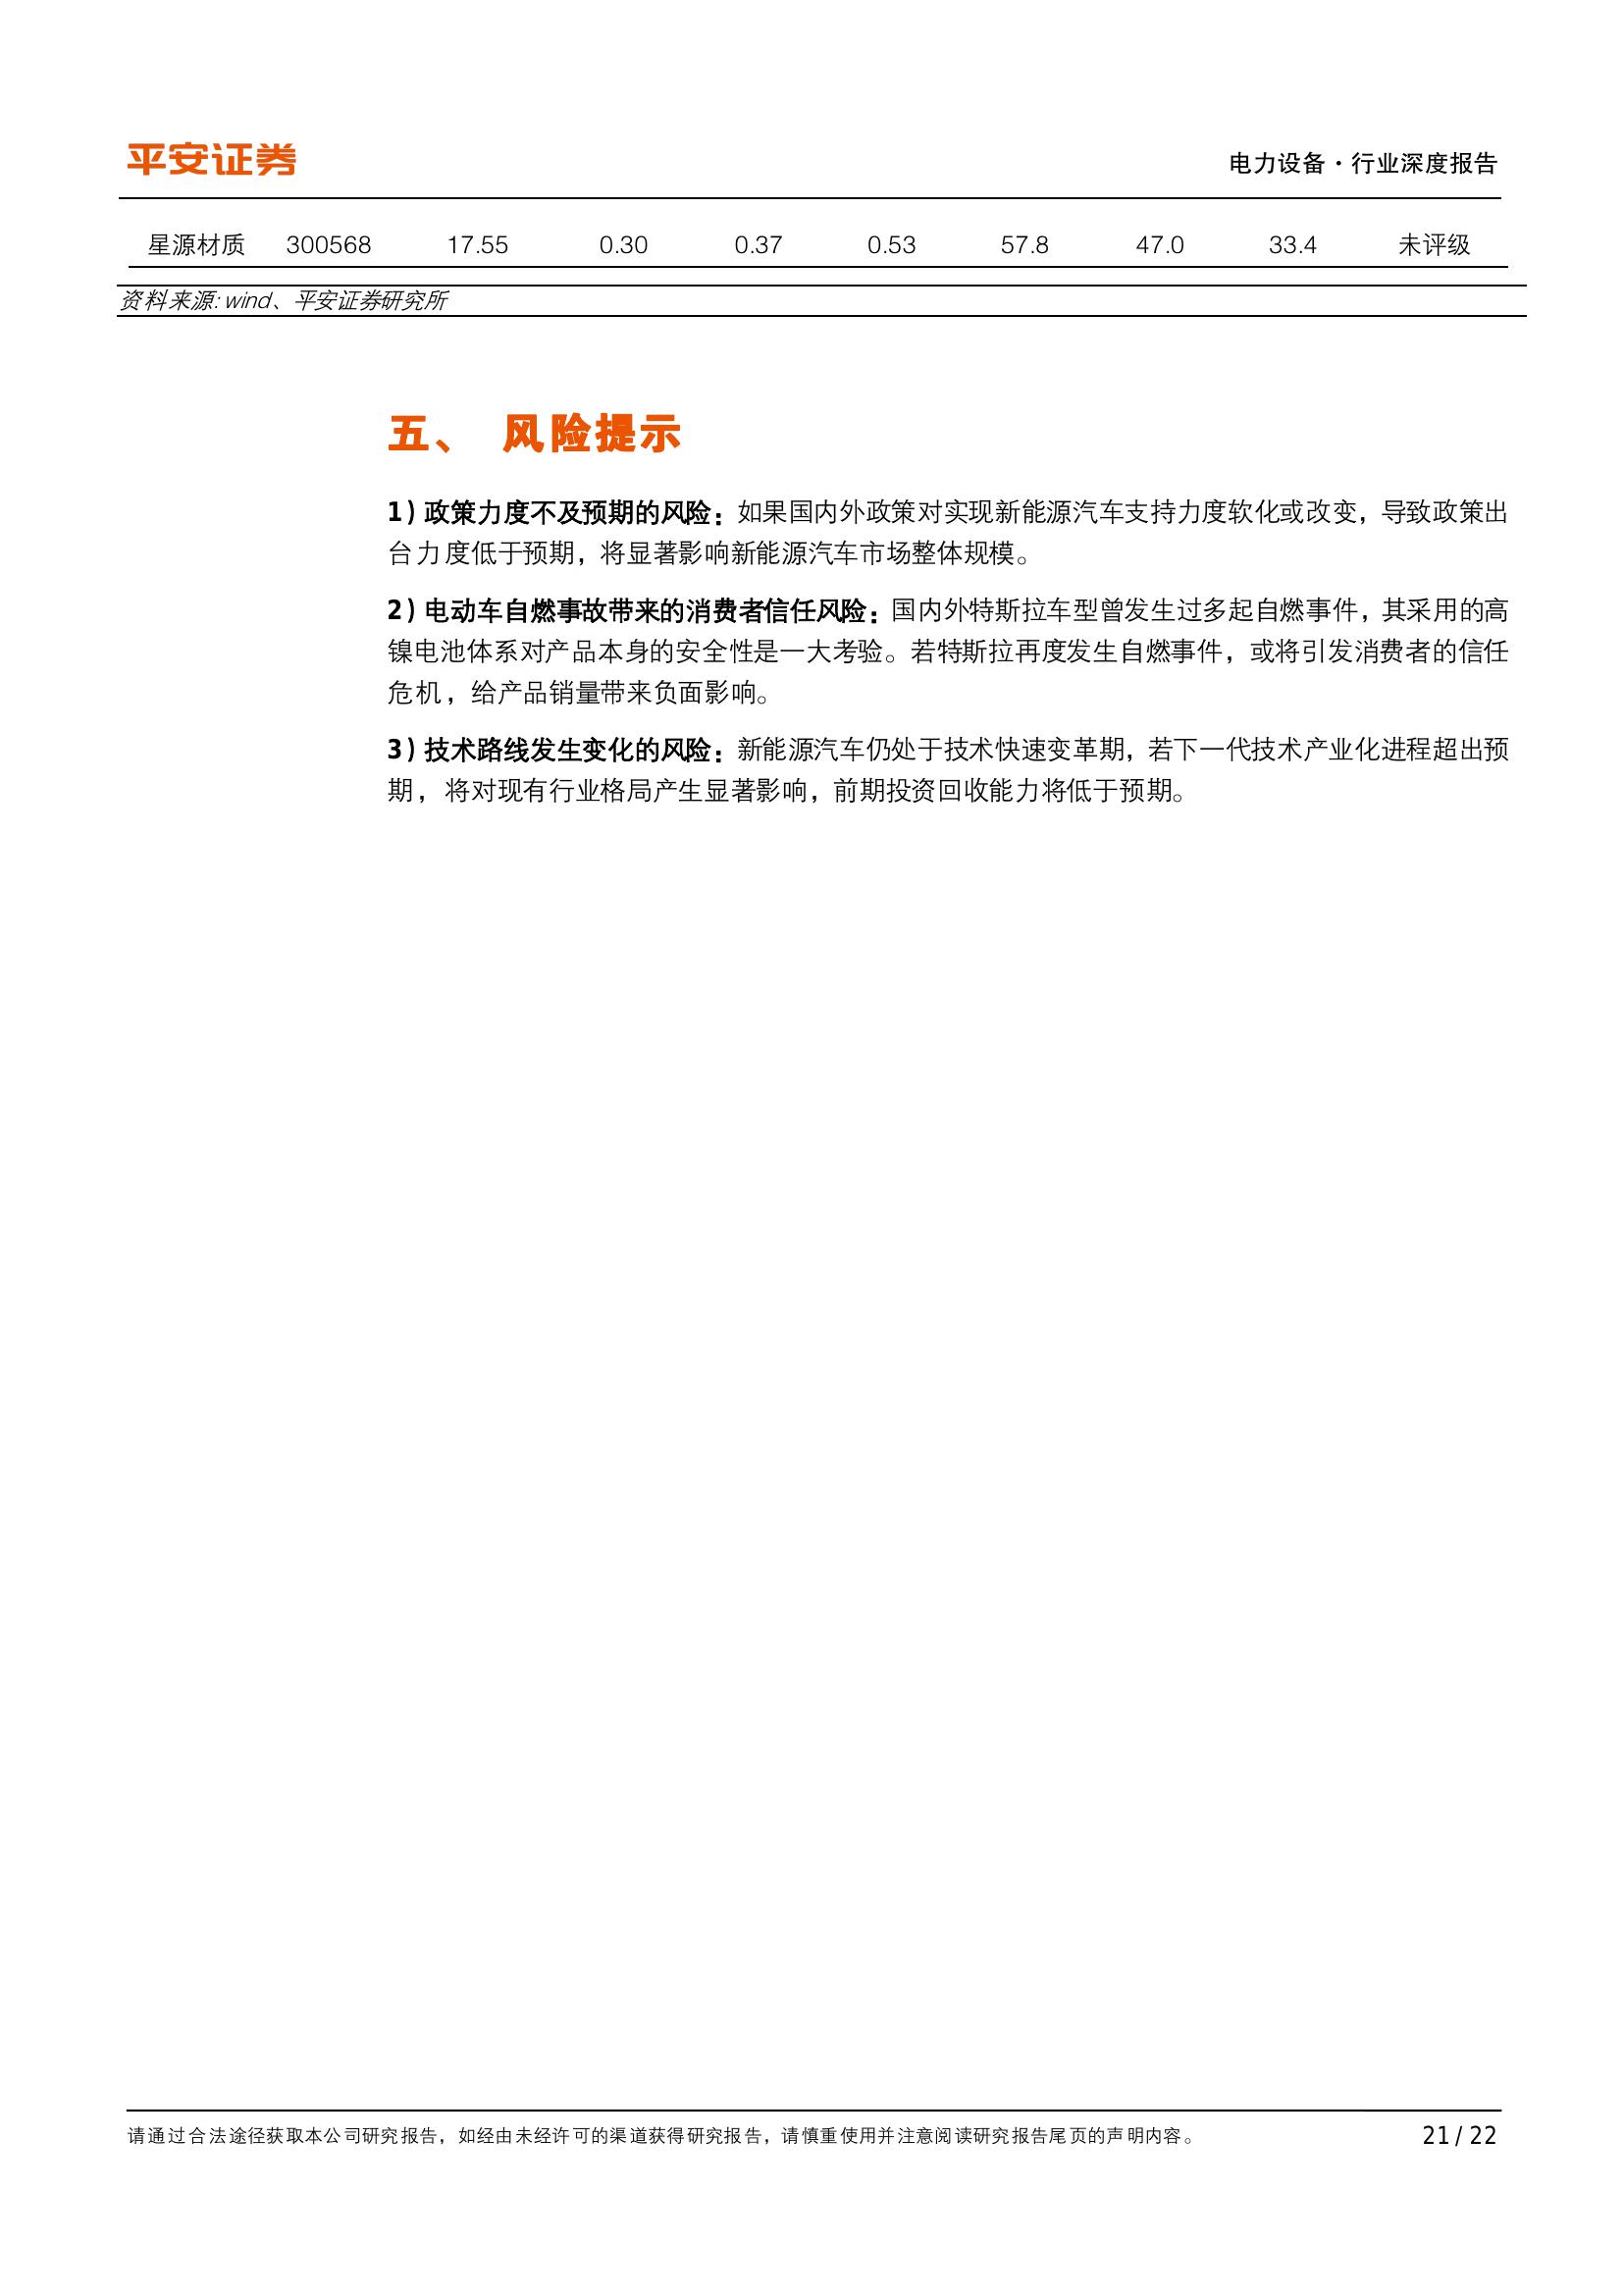 平安证券
电力设备·行业深度报告
星源材质 300568 17.55 0.30 0.37 0.53 57.8 47.0 33.4 未评级
资料来源: wind、平安证券研究所
五、 风险提示
1) 政策力度不及预期的风险：如果国内外政策对实现新能源汽车支持力度软化或改变，导致政策出
台力度低于预期，将显著影响新能源汽车市场整体规模。
2) 电动车自燃事故带来的消费者信任风险：国内外特斯拉车型曾发生过多起自燃事件，其采用的高
镍电池体系对产品本身的安全性是一大考验。若特斯拉再度发生自燃事件，或将引发消费者的信任
危机，给产品销量带来负面影响。
3) 技术路线发生变化的风险：新能源汽车仍处于技术快速变革期，若下一代技术产业化进程超出预
期，将对现有行业格局产生显著影响，前期投资回收能力将低于预期。
请通过合法途径获取本公司研究报告，如经由未经许可的渠道获得研究报告，请慎重使用并注意阅读研究报告尾页的声明内容。
21 / 22